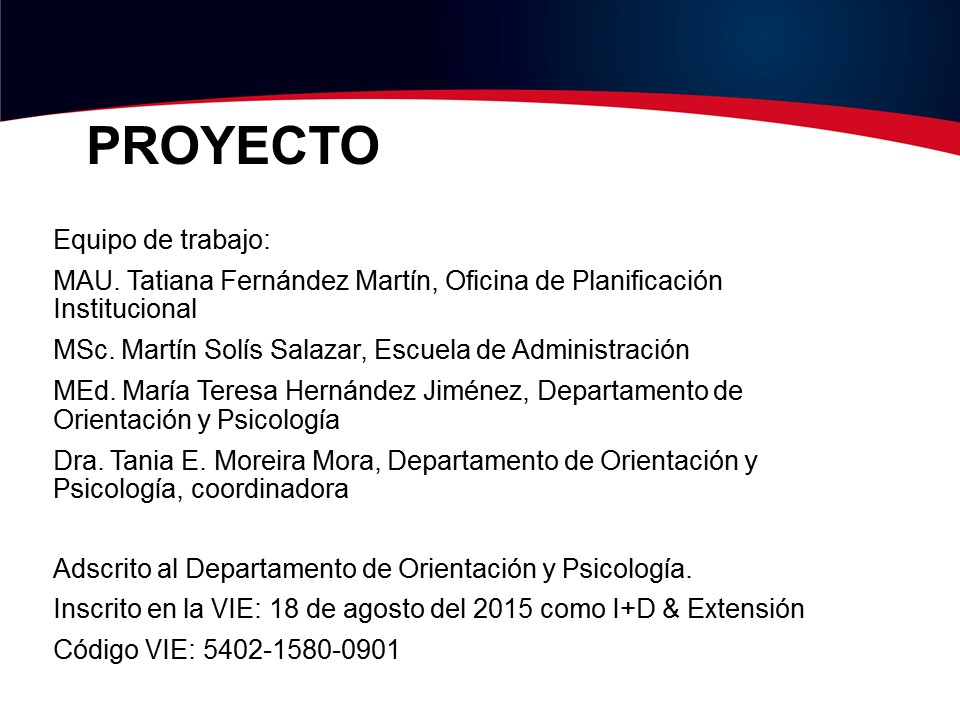 PROYECTO
Equipo de trabajo:
MAU. Tatiana Fernández Martín, Oficina de Planificación
Institucional
MSc. Martín Solís Salazar, Escuela de Administración
MEd. María Teresa Hernández Jiménez, Departamento de
Orientación y Psicología
Dra. Tania E. Moreira Mora, Departamento de Orientación y
Psicología, coordinadora
Adscrito al Departamento de Orientación y Psicología.
Inscrito en la VIE: 18 de agosto del 2015 como I+D & Extensión
Código VIE: 5402-1580-0901